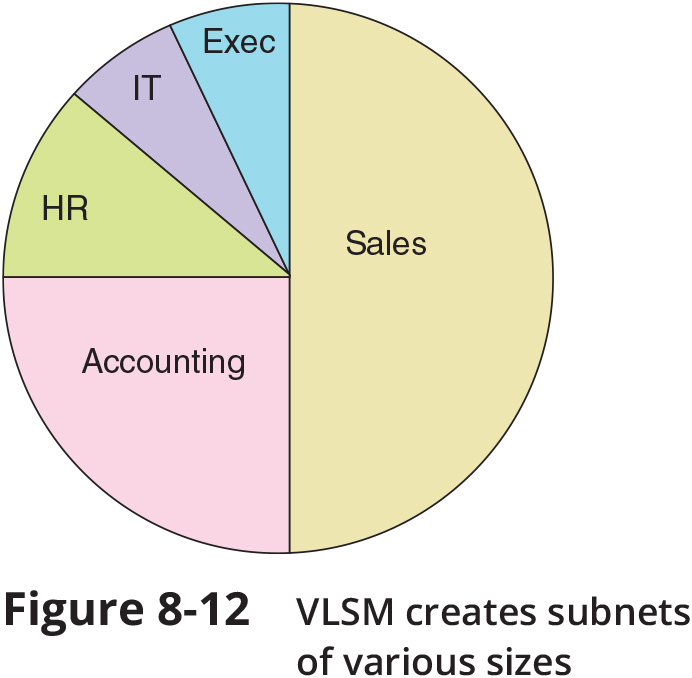 Exec
IT
HR
Sales
Accounting
Figure 8-12 VLSM creates subnets
of various sizes